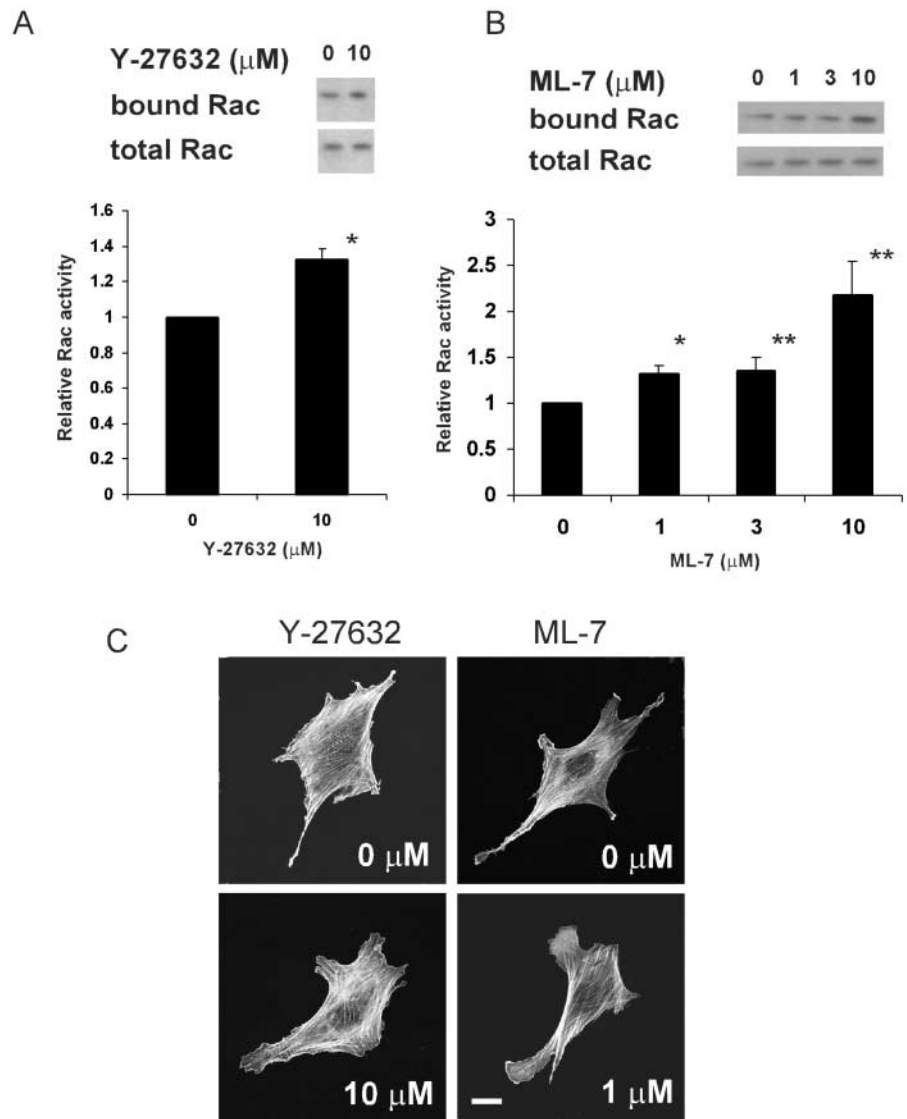 A
Y-27632 (μM) 0 10
bound Rac
total Rac
Relative Rac activity
1.6
1.4
1.2
1
0.8
0.6
0.4
0.2
0
*
0 10
Y-27632 (μM)
B
ML-7 (μM) 0 1 3 10
bound Rac
total Rac
Relative Rac activity
3
2.5
2
1.5
1
0.5
0
* ** **
0 1 3 10
ML-7 (μM)
C
Y-27632 ML-7
0 μM 0 μM
10 μM 1 μM